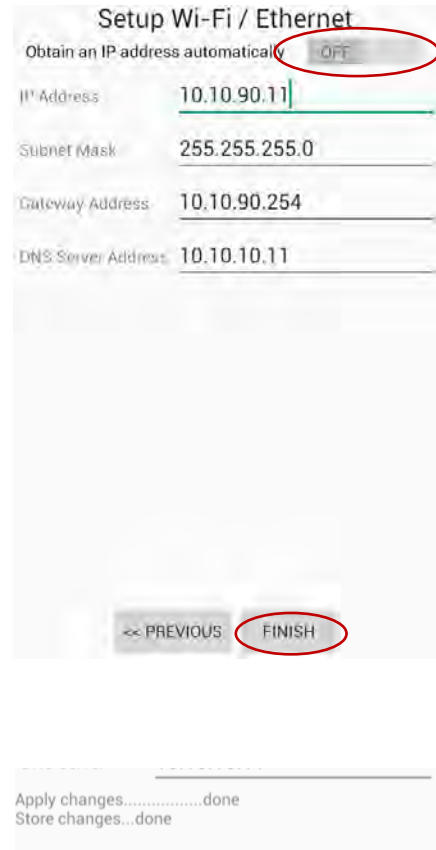 Setup Wi-Fi / Ethernet
Obtain an IP address automatically OFF
IP Address 10.10.90.11
Subnet Mask 255.255.255.0
Gateway Address 10.10.90.254
DNS Server Address 10.10.10.11
<< PREVIOUS FINISH
Apply changes.................done
Store changes...done